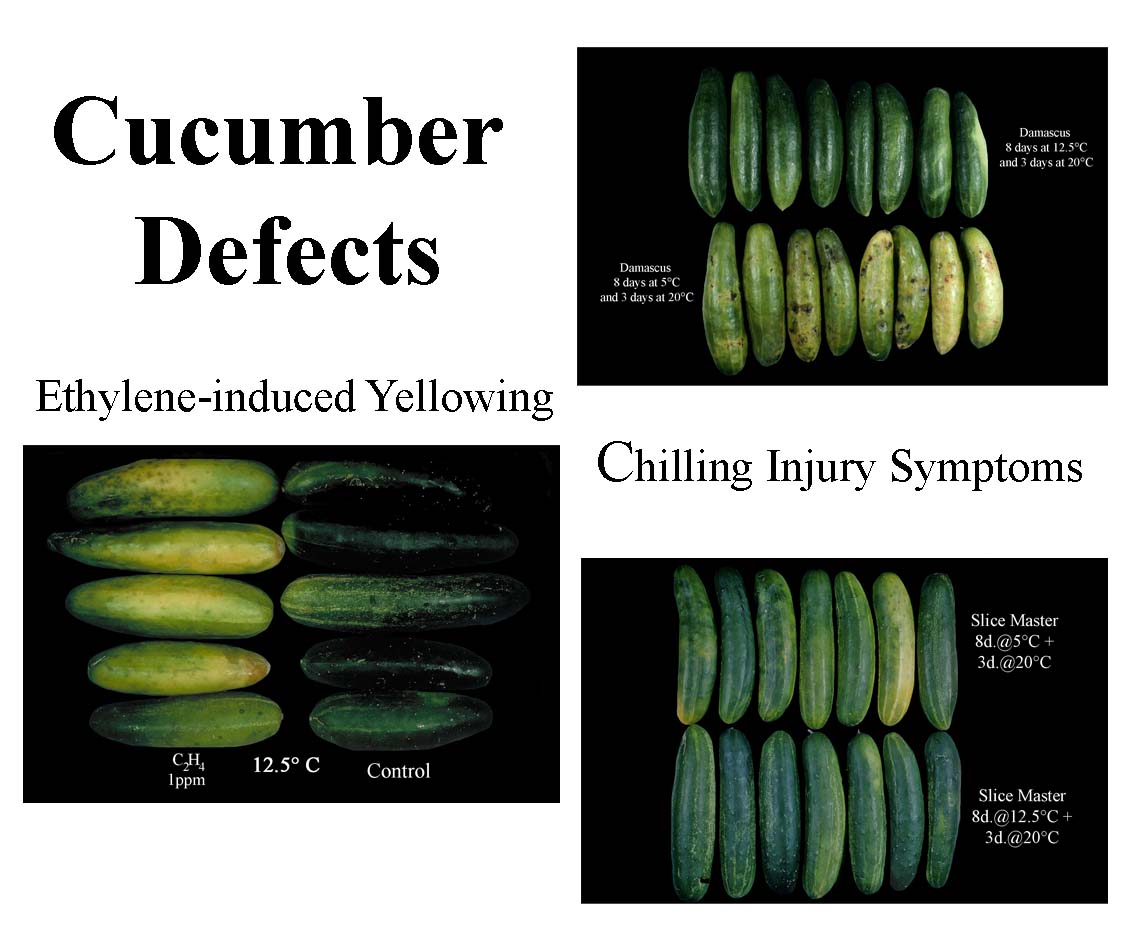 Cucumber
Defects
Ethylene-induced Yellowing
C2H4
1ppm
12.5° C
Control
Damascus
8 days at 12.5°C
and 3 days at 20°C
Damascus
8 days at 5°C
and 3 days at 20°C
Chilling Injury Symptoms
Slice Master
8d.@5°C +
3d.@20°C
Slice Master
8d.@12.5°C +
3d.@20°C